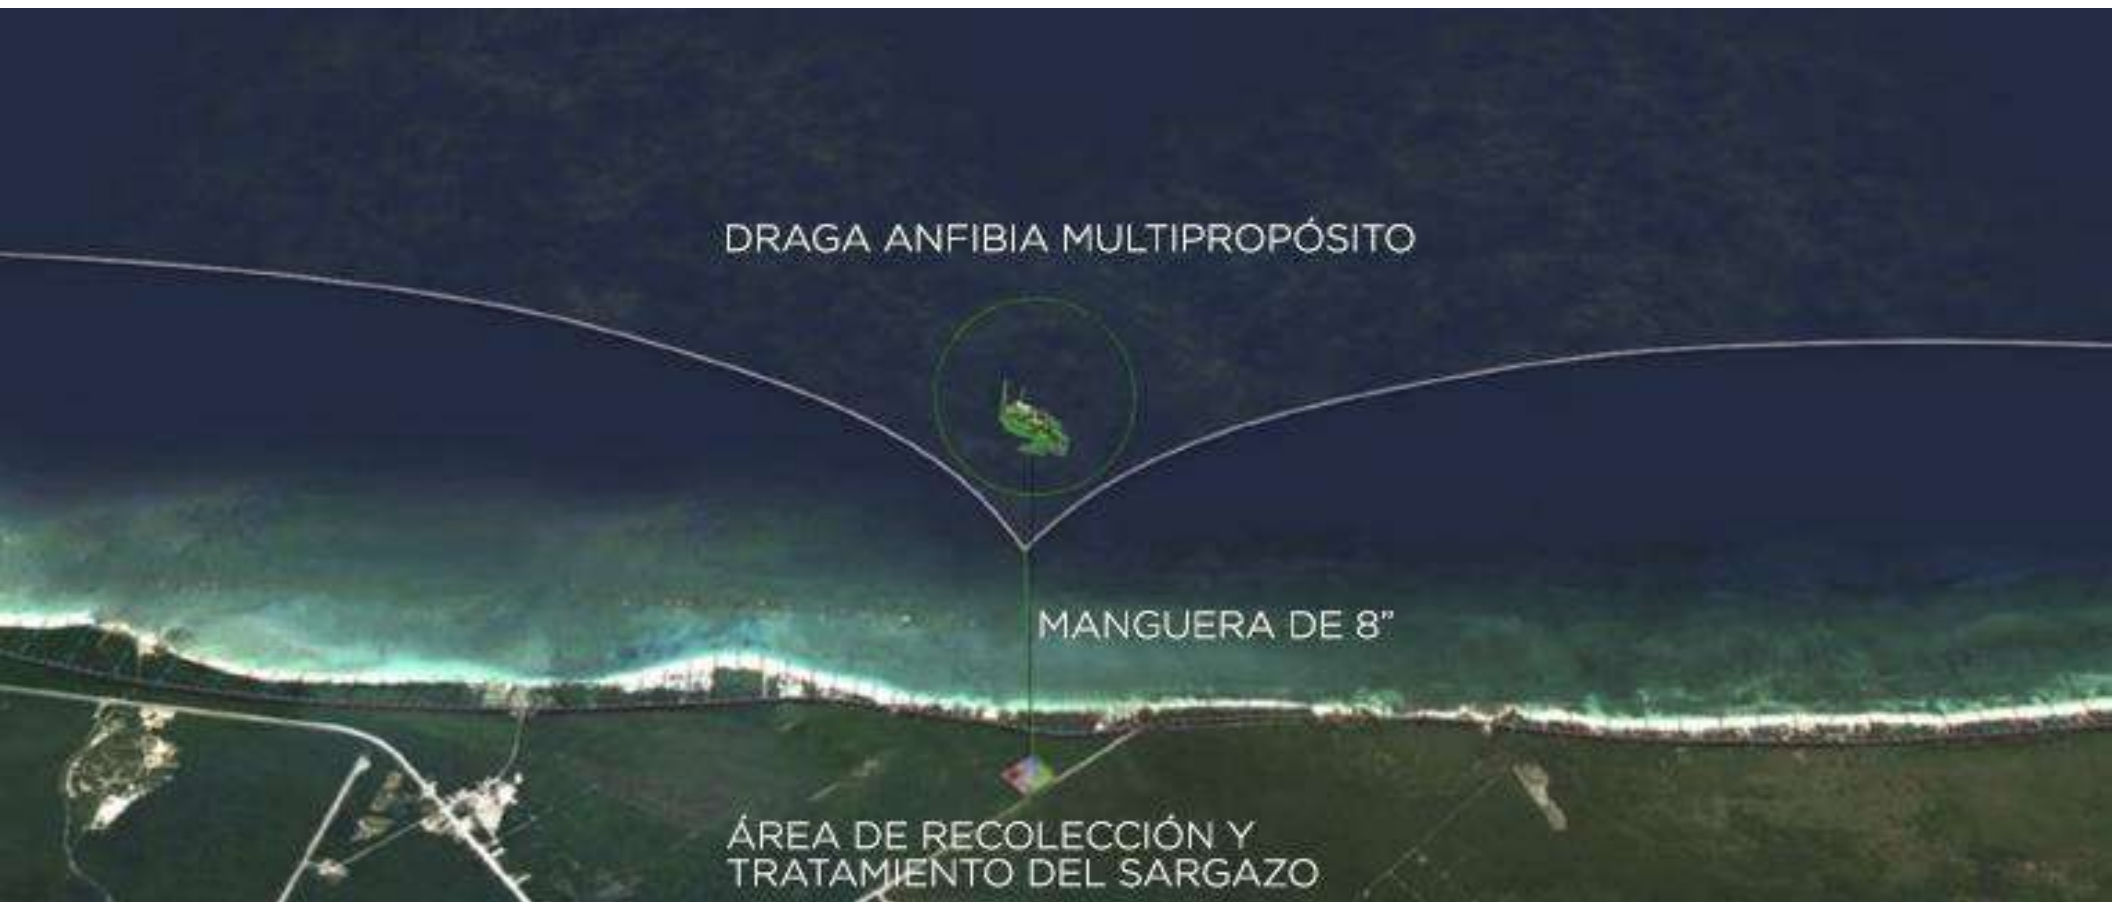 DRAGA ANFIBIA MULTIPROPÓSITO
MANGUERA DE 8”
ÁREA DE RECOLECCIÓN Y
TRATAMIENTO DEL SARGAZO